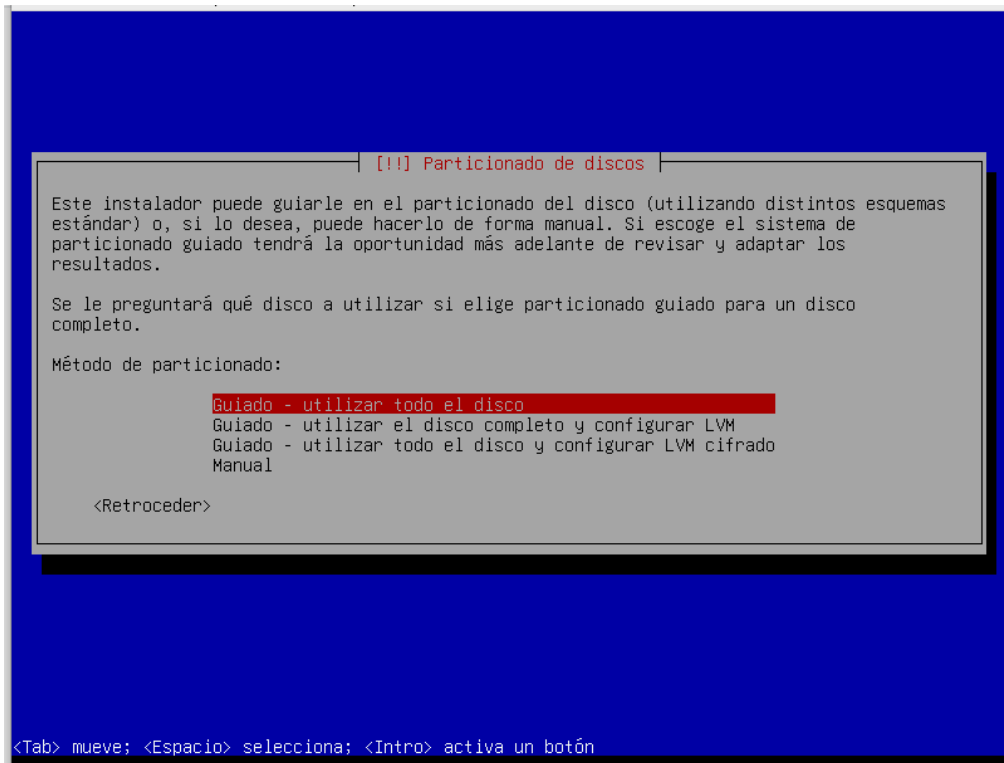 [!!] Particionado de discos
Este instalador puede guiarle en el particionado del disco (utilizando distintos esquemas
estándar) o, si lo desea, puede hacerlo de forma manual. Si escoge el sistema de
particionado guiado tendrá la oportunidad más adelante de revisar y adaptar los
resultados.
Se le preguntará qué disco a utilizar si elige particionado guiado para un disco
completo.
Método de particionado:
Guiado - utilizar todo el disco
Guiado - utilizar el disco completo y configurar LVM
Guiado - utilizar todo el disco y configurar LVM cifrado
Manual
<Retroceder>
<Tab> mueve; <Espacio> selecciona; <Intro> activa un botón